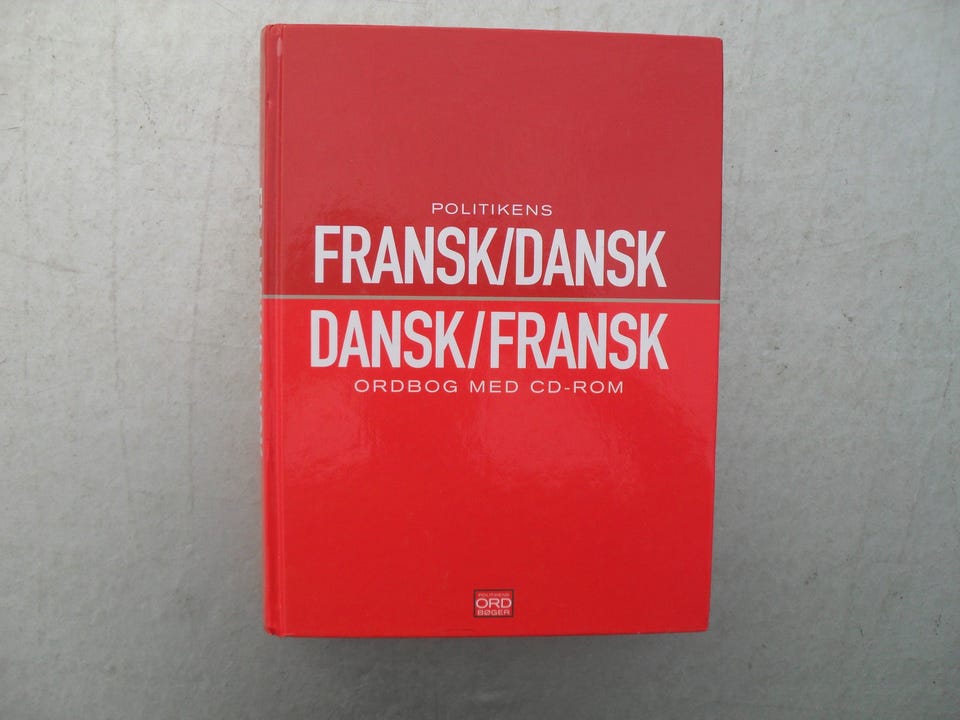 POLITIKENS
FRANSK/DANSK
DANSK/FRANSK
ORDBOG MED CD-ROM
POLITIKENS
ORD
BØGER